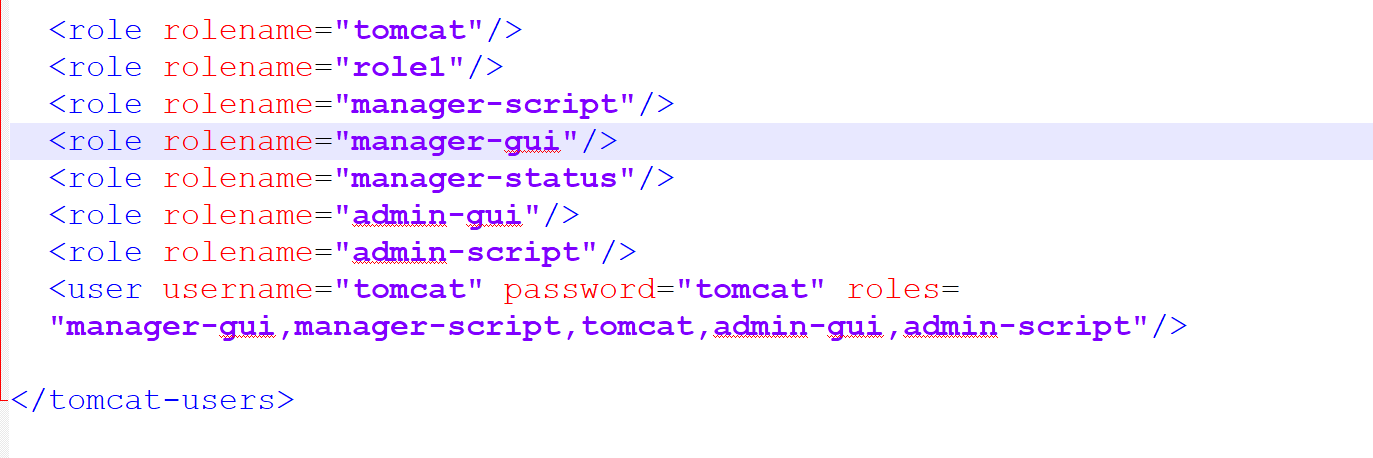 <role rolename="tomcat"/>
<role rolename="role1"/>
<role rolename="manager-script"/>
<role rolename="manager-gui"/>
<role rolename="manager-status"/>
<role rolename="admin-gui"/>
<role rolename="admin-script"/>
<user username="tomcat" password="tomcat" roles=
"manager-gui,manager-script,tomcat,admin-gui,admin-script"/>
</tomcat-users>